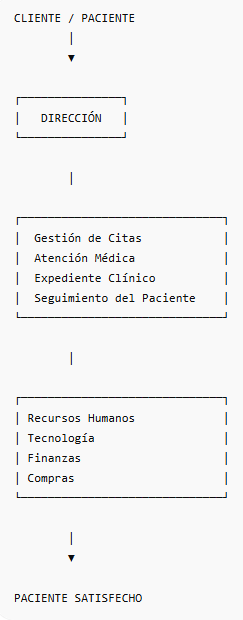 CLIENTE / PACIENTE
DIRECCIÓN
Gestión de Citas
Atención Médica
Expediente Clínico
Seguimiento del Paciente
Recursos Humanos
Tecnología
Finanzas
Compras
PACIENTE SATISFECHO